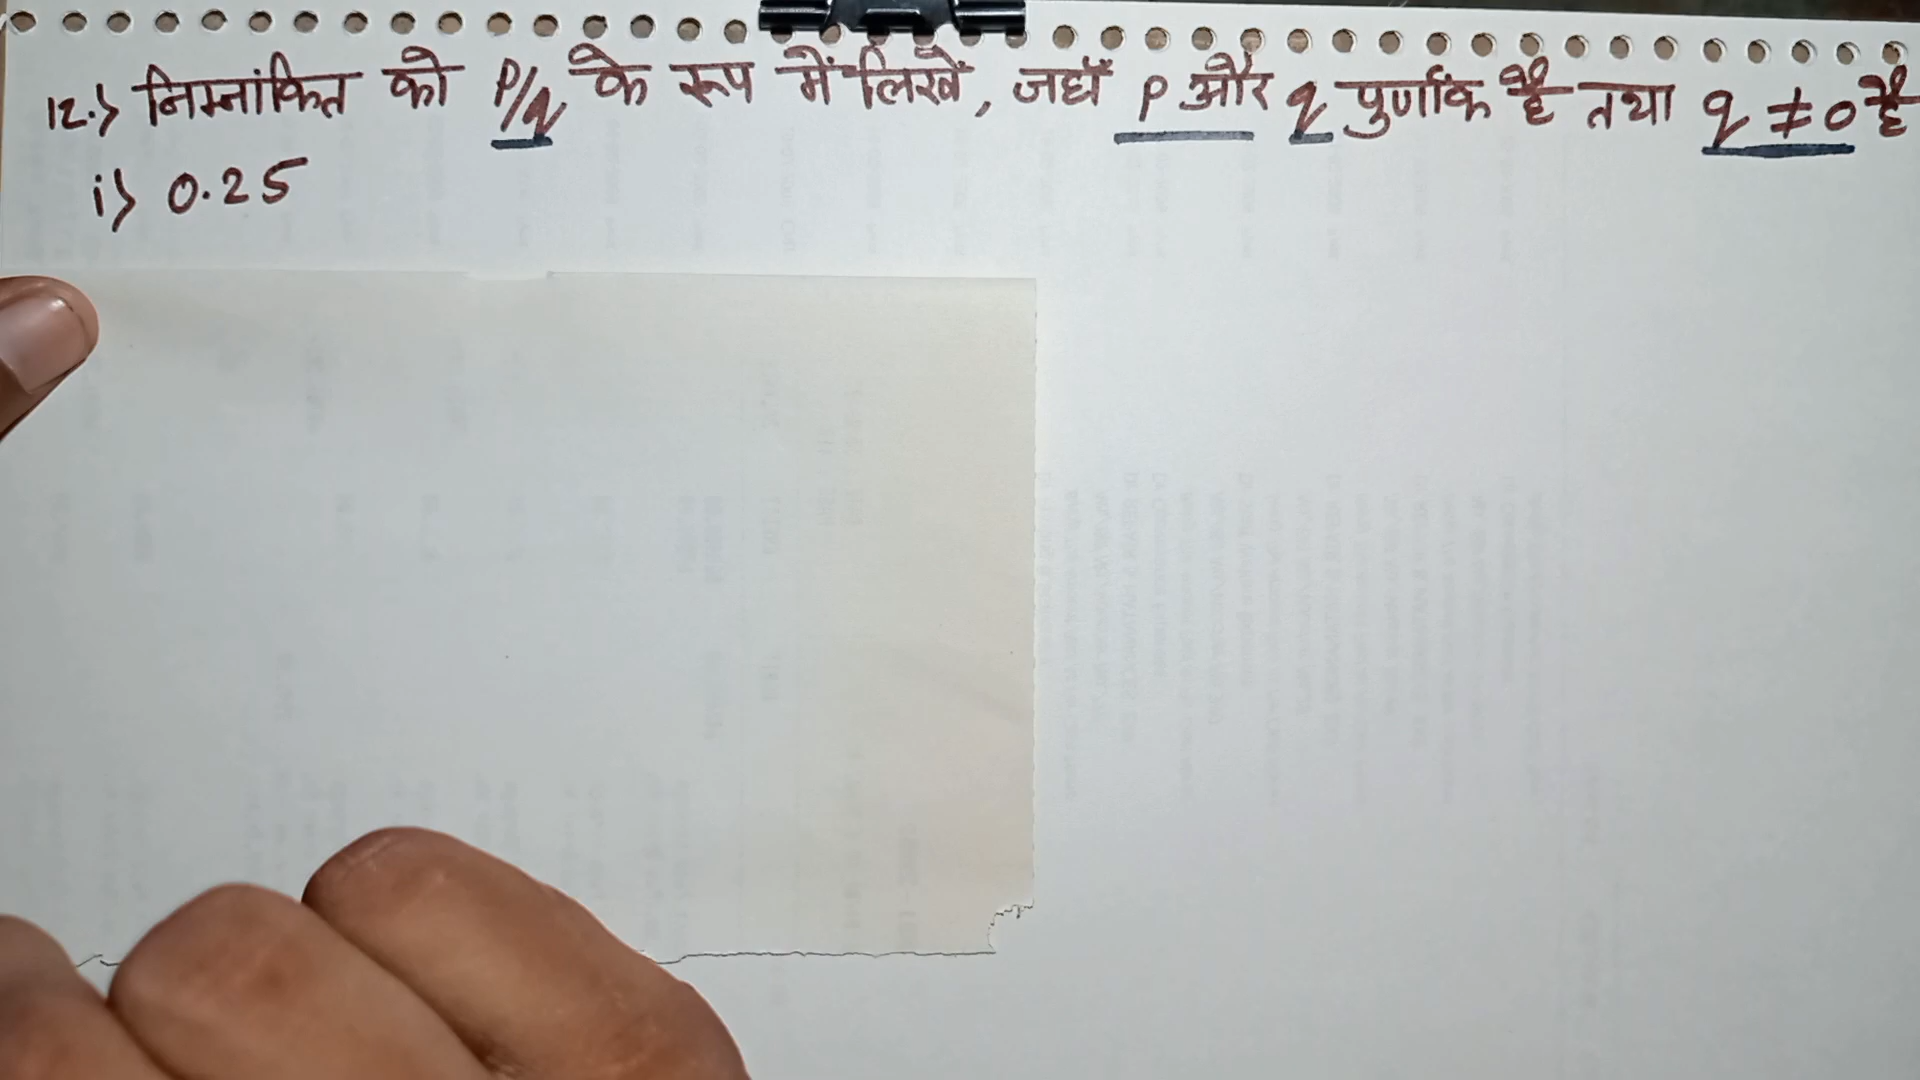 12.> निम्नांकित को P/q के रूप में लिखें, जहाँ P और q पुर्णांक है तथा q ≠ 0 है
i> 0.25